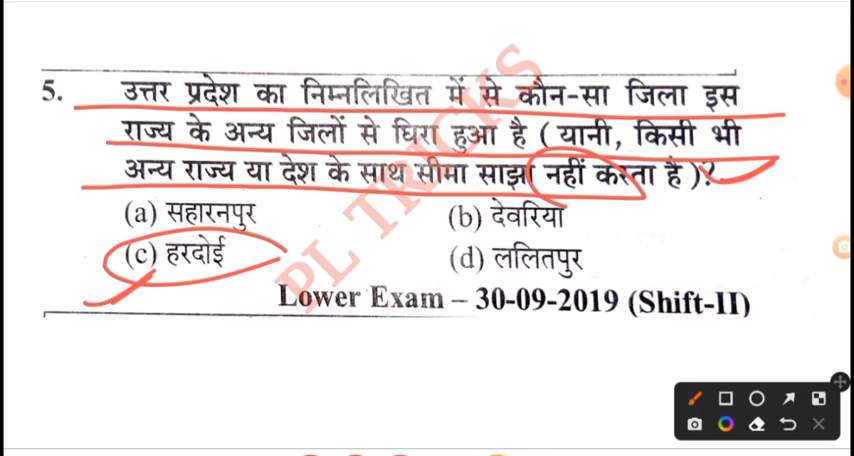 5. उत्तर प्रदेश का निम्नलिखित में से कौन-सा जिला इस
राज्य के अन्य जिलों से घिरा हुआ है ( यानी, किसी भी
अन्य राज्य या देश के साथ सीमा साझा नहीं करता है )?
(a) सहारनपुर (b) देवरिया
(c) हरदोई (d) ललितपुर
Lower Exam – 30-09-2019 (Shift-II)
PL TRICKS